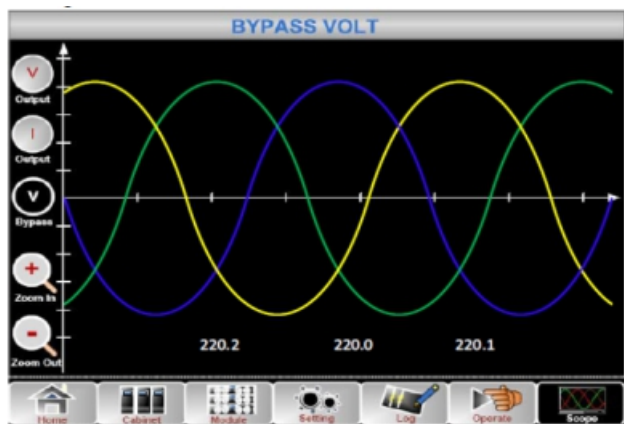 BYPASS VOLT
V
Output
I
Output
V
Bypass
Zoom In
Zoom Out
220.2 220.0 220.1
Home Cabinet Module Setting Log Operate Scope